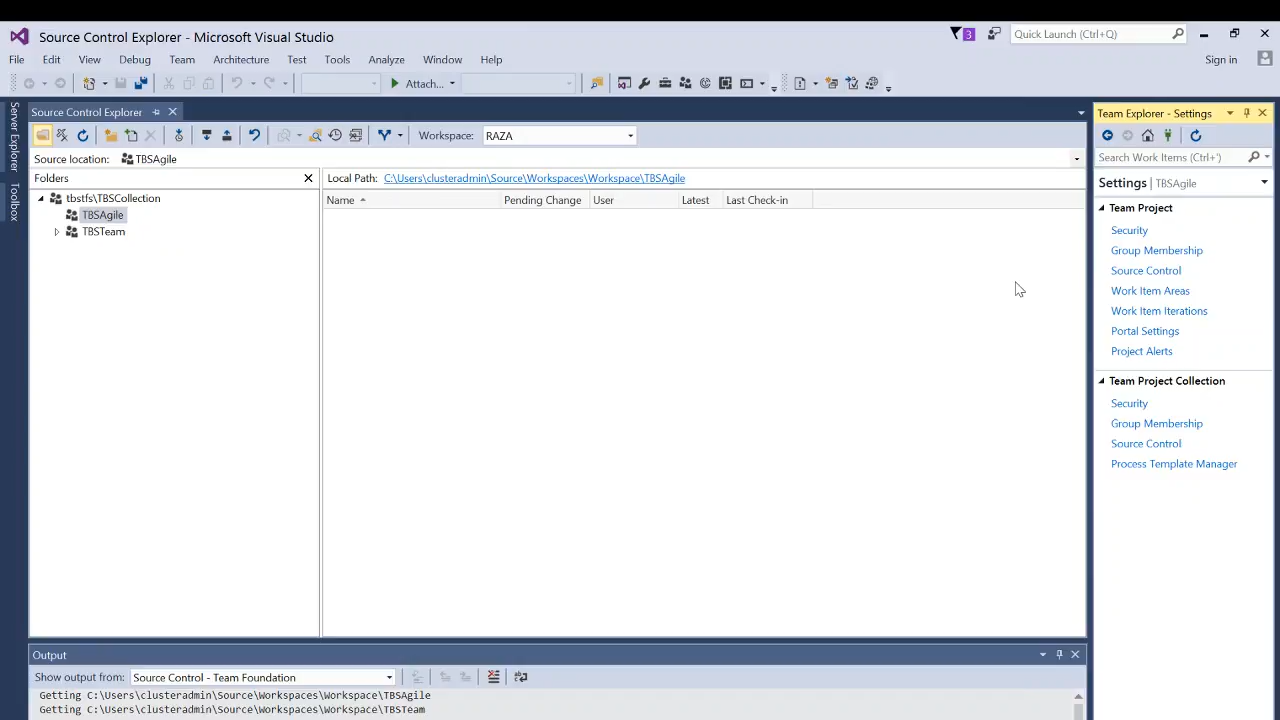 Source Control Explorer - Microsoft Visual Studio
3
Quick Launch (Ctrl+Q)
File Edit View Debug Team Architecture Test Tools Analyze Window Help
Sign in
Attach...
Server Explorer
Toolbox
Source Control Explorer
Workspace: RAZA
Source location: TBSAgile
Folders
tbstfs\TBSCollection
TBSAgile
TBSTeam
Local Path: C:\Users\clusteradmin\Source\Workspaces\Workspace\TBSAgile
Name Pending Change User Latest Last Check-in
Team Explorer - Settings
Search Work Items (Ctrl+')
Settings | TBSAgile
Team Project
Security
Group Membership
Source Control
Work Item Areas
Work Item Iterations
Portal Settings
Project Alerts
Team Project Collection
Security
Group Membership
Source Control
Process Template Manager
Output
Show output from: Source Control - Team Foundation
Getting C:\Users\clusteradmin\Source\Workspaces\Workspace\TBSAgile
Getting C:\Users\clusteradmin\Source\Workspaces\Workspace\TBSTeam